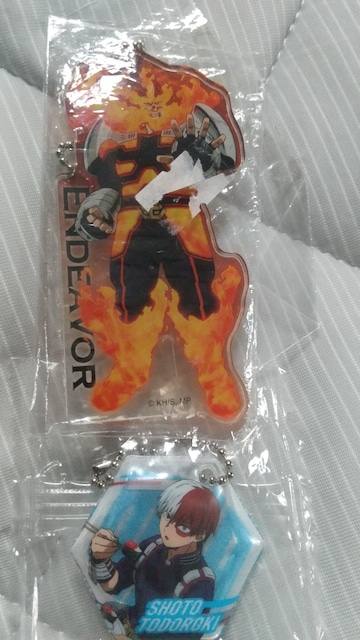 ENDEAVOR
© KH/S, MP
SHOTO
TODOROKI